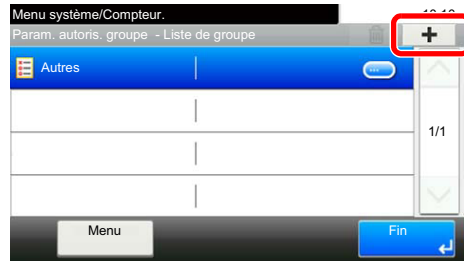 Menu système/Compteur.
Param. autoris. groupe - Liste de groupe
Autres
1/1
Menu
Fin